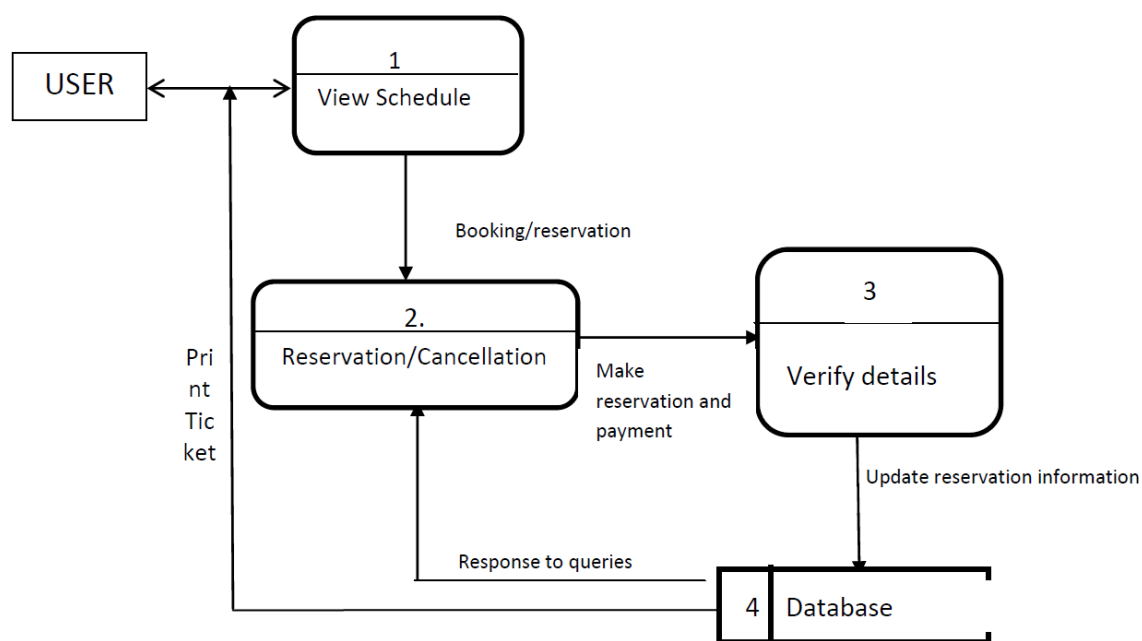 1
USER
View Schedule
Booking/reservation
3
2.
Reservation/Cancellation
Make
reservation and
payment
Verify details
Pri
nt
Tic
ket
Update reservation information
Response to queries
4
Database